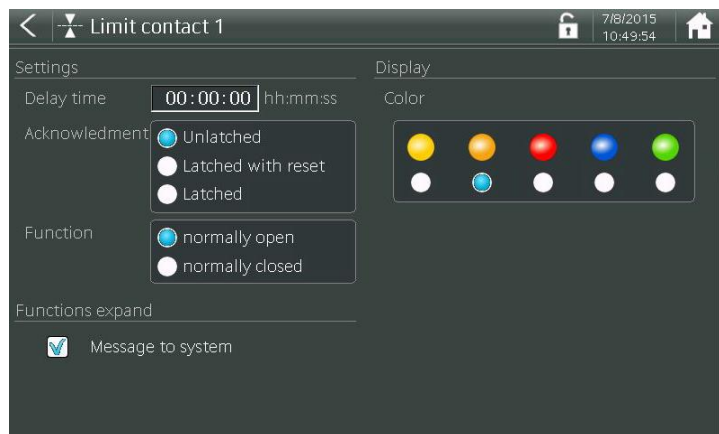 Limit contact 1
7/8/2015
10:49:54
Settings
Delay time 00:00:00 hh:mm:ss
Acknowledment
Unlatched
Latched with reset
Latched
Function
normally open
normally closed
Functions expand
Message to system
Display
Color